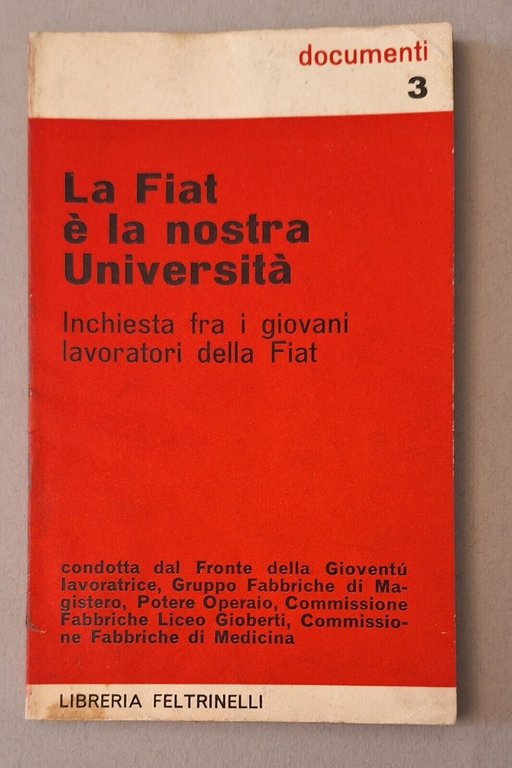 documenti
3
La Fiat
è la nostra
Università
Inchiesta fra i giovani
lavoratori della Fiat
condotta dal Fronte della Gioventú
lavoratrice, Gruppo Fabbriche di Ma-
gistero, Potere Operaio, Commissione
Fabbriche Liceo Gioberti, Commissio-
ne Fabbriche di Medicina
LIBRERIA FELTRINELLI